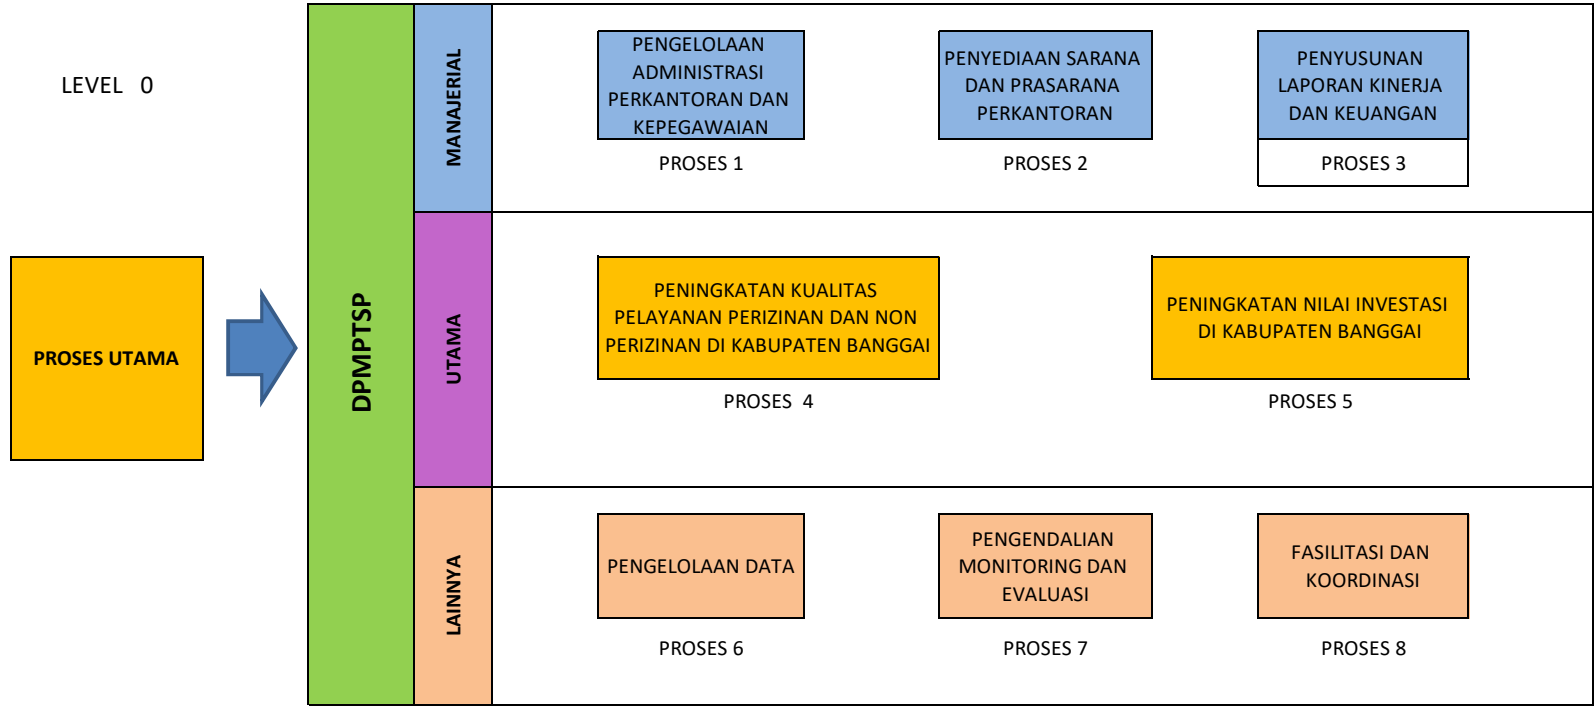 LEVEL 0
PROSES UTAMA
DPMPTSP
MANAJERIAL
PENGELOLAAN
ADMINISTRASI
PERKANTORAN DAN
KEPEGAWAIAN
PROSES 1
PENYEDIAAN SARANA
DAN PRASARANA
PERKANTORAN
PROSES 2
PENYUSUNAN
LAPORAN KINERJA
DAN KEUANGAN
PROSES 3
UTAMA
PENINGKATAN KUALITAS
PELAYANAN PERIZINAN DAN NON
PERIZINAN DI KABUPATEN BANGGAI
PROSES 4
PENINGKATAN NILAI INVESTASI
DI KABUPATEN BANGGAI
PROSES 5
LAINNYA
PENGELOLAAN DATA
PROSES 6
PENGENDALIAN
MONITORING DAN
EVALUASI
PROSES 7
FASILITASI DAN
KOORDINASI
PROSES 8